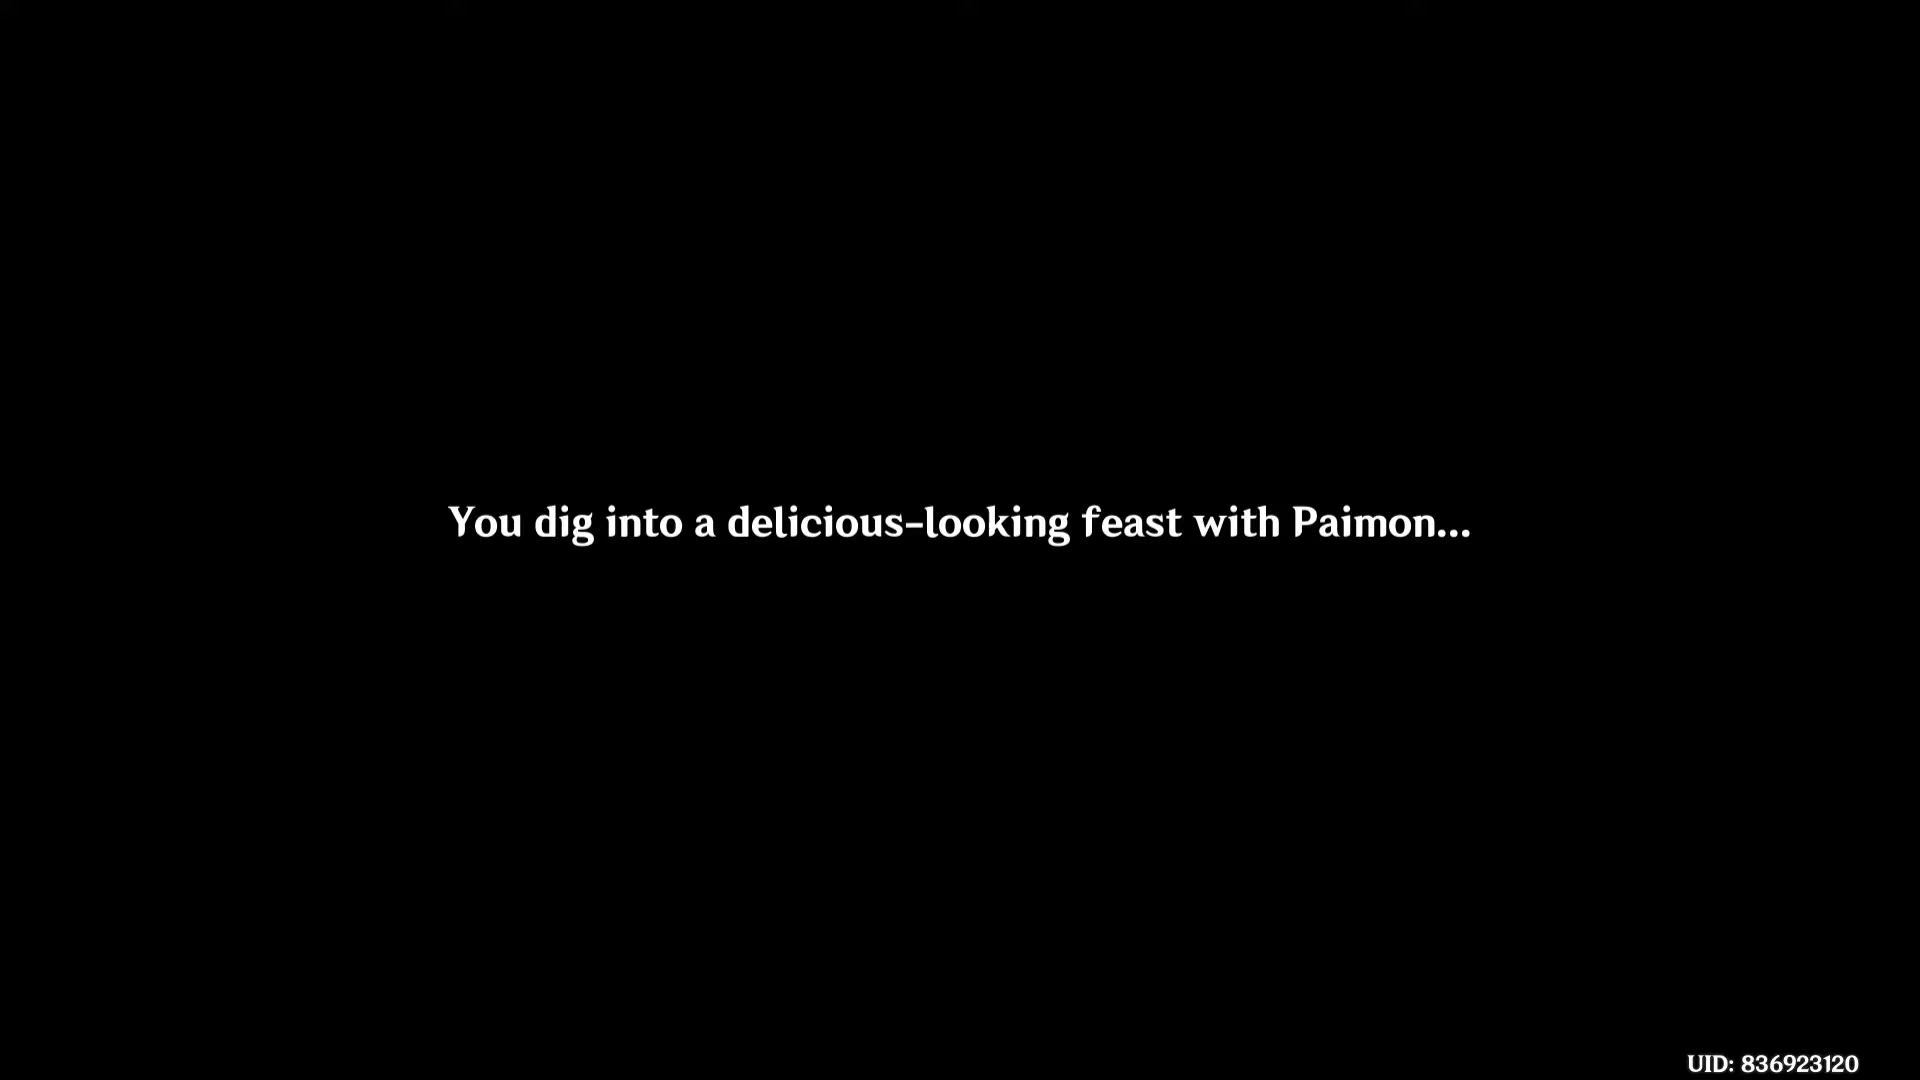 You dig into a delicious-looking feast with Paimon...
UID: 836923120